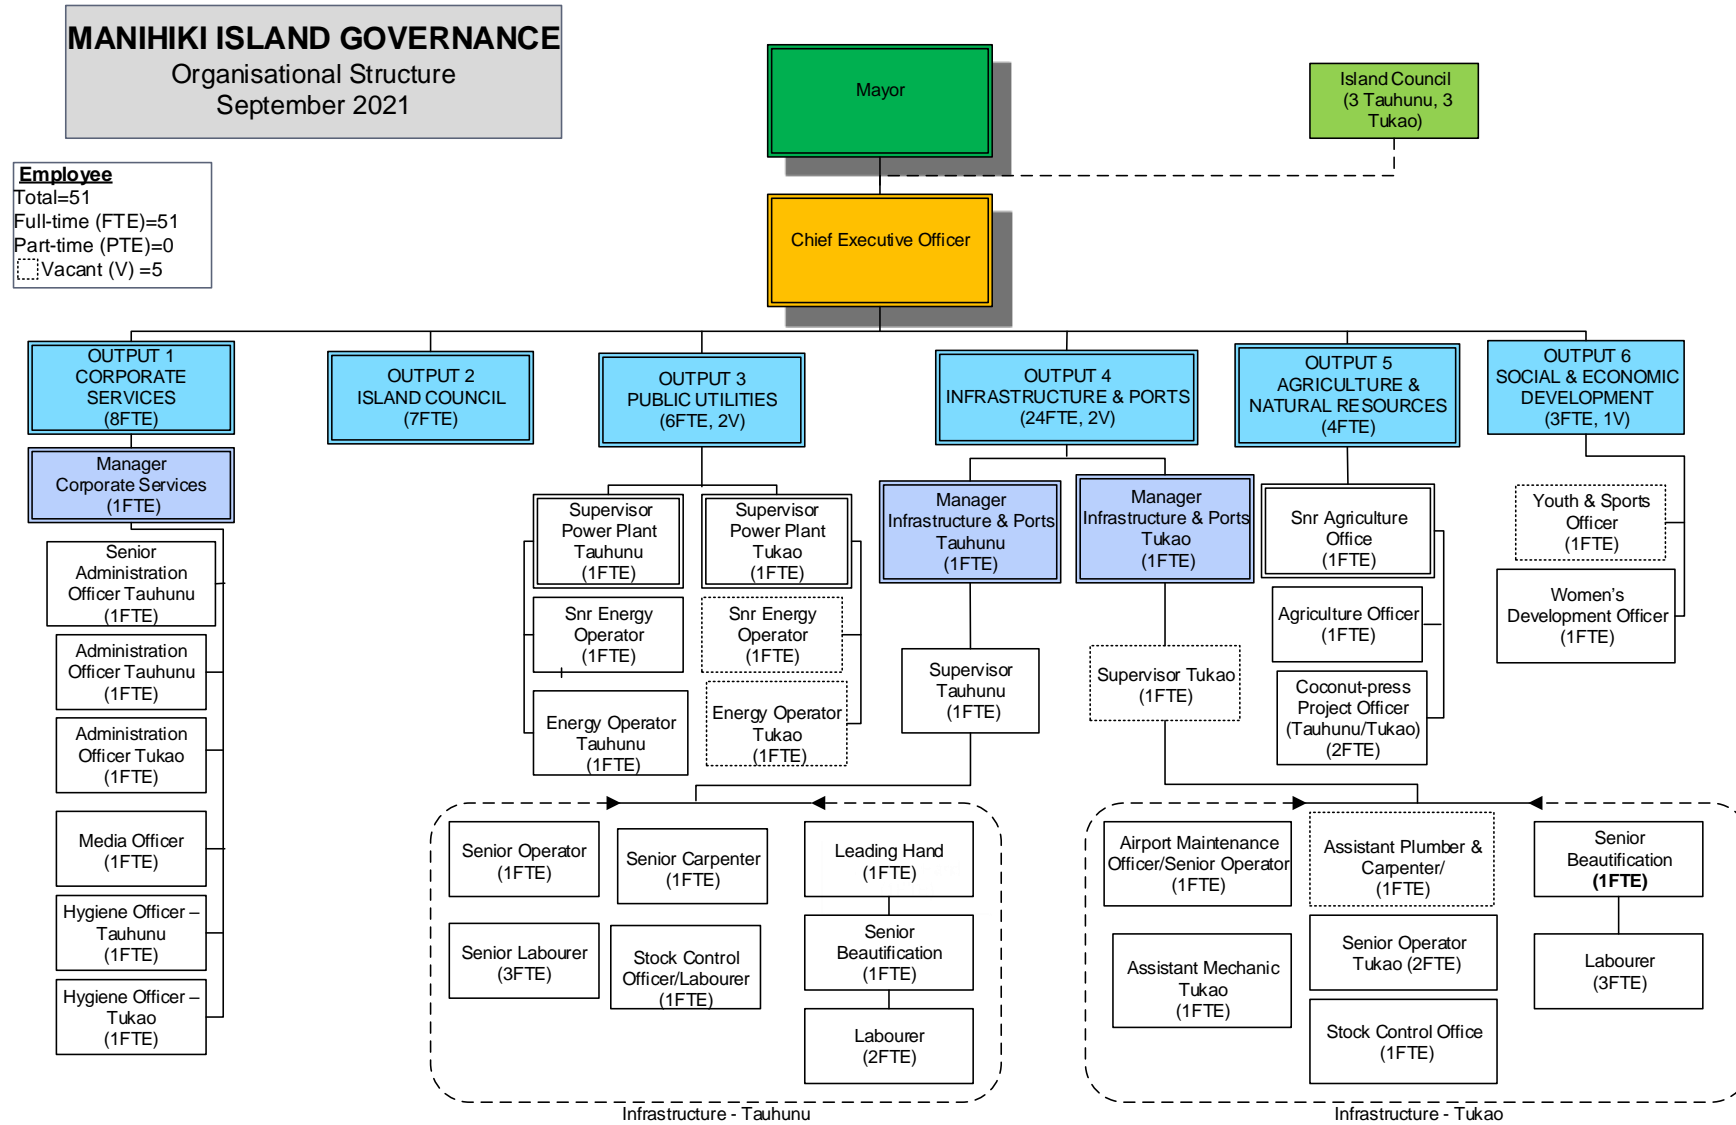 MANIHIKI ISLAND GOVERNANCE
Organisational Structure
September 2021
Mayor
Island Council
(3 Tauhunu, 3
Tukao)
Employee
Total=51
Full-time (FTE)=51
Part-time (PTE)=0
Vacant (V) =5
Chief Executive Officer
OUTPUT 1
CORPORATE
SERVICES
(8FTE)
OUTPUT 2
ISLAND COUNCIL
(7FTE)
OUTPUT 3
PUBLIC UTILITIES
(6FTE, 2V)
OUTPUT 4
INFRASTRUCTURE & PORTS
(24FTE, 2V)
OUTPUT 5
AGRICULTURE &
NATURAL RESOURCES
(4FTE)
OUTPUT 6
SOCIAL & ECONOMIC
DEVELOPMENT
(3FTE, 1V)
Manager
Corporate Services
(1FTE)
Senior
Administration
Officer Tauhunu
(1FTE)
Administration
Officer Tauhunu
(1FTE)
Administration
Officer Tukao
(1FTE)
Media Officer
(1FTE)
Hygiene Officer –
Tauhunu
(1FTE)
Hygiene Officer –
Tukao
(1FTE)
Supervisor
Power Plant
Tauhunu
(1FTE)
Supervisor
Power Plant
Tukao
(1FTE)
Snr Energy
Operator
(1FTE)
Snr Energy
Operator
(1FTE)
Energy Operator
Tauhunu
(1FTE)
Energy Operator
Tukao
(1FTE)
Manager
Infrastructure & Ports
Tauhunu
(1FTE)
Manager
Infrastructure & Ports
Tukao
(1FTE)
Supervisor
Tauhunu
(1FTE)
Supervisor Tukao
(1FTE)
Snr Agriculture
Office
(1FTE)
Agriculture Officer
(1FTE)
Coconut-press
Project Officer
(Tauhunu/Tukao)
(2FTE)
Youth & Sports
Officer
(1FTE)
Women's
Development Officer
(1FTE)
Senior Operator
(1FTE)
Senior Carpenter
(1FTE)
Leading Hand
(1FTE)
Senior Labourer
(3FTE)
Stock Control
Officer/Labourer
(1FTE)
Senior
Beautification
(1FTE)
Labourer
(2FTE)
Infrastructure - Tauhunu
Airport Maintenance
Officer/Senior Operator
(1FTE)
Assistant Plumber &
Carpenter/
(1FTE)
Senior
Beautification
(1FTE)
Assistant Mechanic
Tukao
(1FTE)
Senior Operator
Tukao (2FTE)
Labourer
(3FTE)
Stock Control Office
(1FTE)
Infrastructure - Tukao